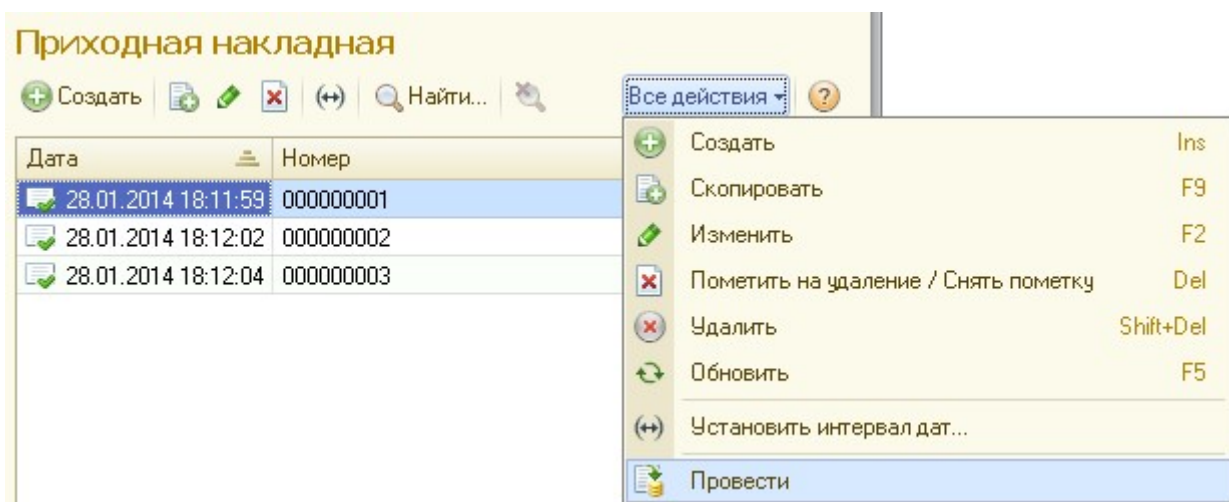 Приходная накладная
Создать Найти... Все действия
Дата Номер
28.01.2014 18:11:59 000000001
28.01.2014 18:12:02 000000002
28.01.2014 18:12:04 000000003
Создать Ins
Скопировать F9
Изменить F2
Пометить на удаление / Снять пометку Del
Удалить Shift+Del
Обновить F5
Установить интервал дат...
Провести